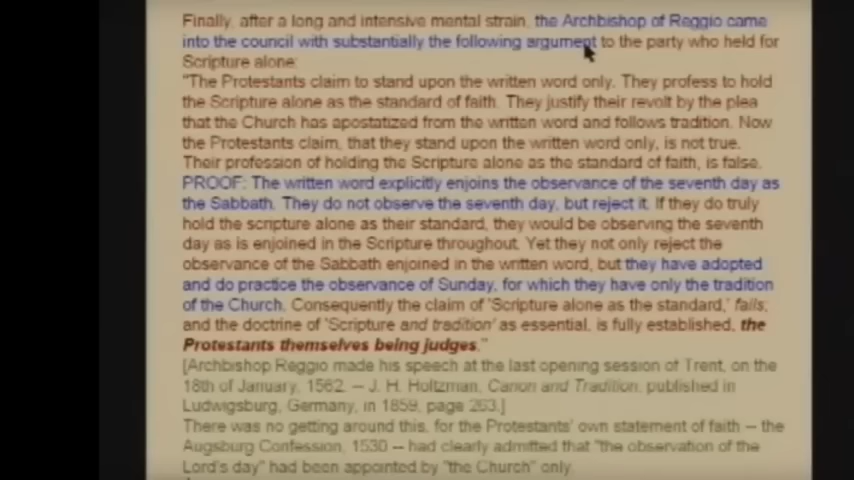 Finally, after a long and intensive mental strain, the Archbishop of Reggio came
into the council with substantially the following argument to the party who held for
Scripture alone:
"The Protestants claim to stand upon the written word only. They profess to hold
the Scripture alone as the standard of faith. They justify their revolt by the plea
that the Church has apostatized from the written word and follows tradition. Now
the Protestants claim, that they stand upon the written word only, is not true.
Their profession of holding the Scripture alone as the standard of faith, is false.
PROOF: The written word explicitly enjoins the observance of the seventh day as
the Sabbath. They do not observe the seventh day, but reject it. If they do truly
hold the scripture alone as their standard, they would be observing the seventh
day as is enjoined in the Scripture throughout. Yet they not only reject the
observance of the Sabbath enjoined in the written word, but they have adopted
and do practice the observance of Sunday, for which they have only the tradition
of the Church. Consequently the claim of 'Scripture alone as the standard,' fails;
and the doctrine of 'Scripture and tradition' as essential, is fully established, the
Protestants themselves being judges."
[Archbishop Reggio made his speech at the last opening session of Trent, on the
18th of January, 1562. -- J. H. Holtzman, Canon and Tradition, published in
Ludwigsburg, Germany, in 1859, page 263.]
There was no getting around this, for the Protestants' own statement of faith -- the
Augsburg Confession, 1530 -- had clearly admitted that "the observation of the
Lord's day" had been appointed by "the Church" only.